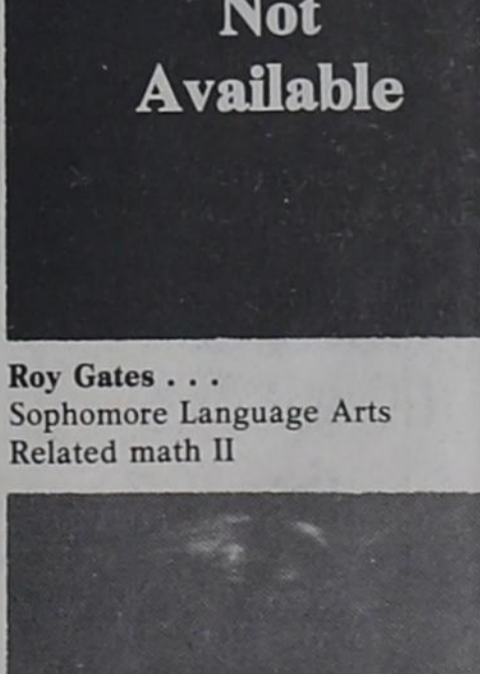 Not
Available
Roy Gates . . .
Sophomore Language Arts
Related math II